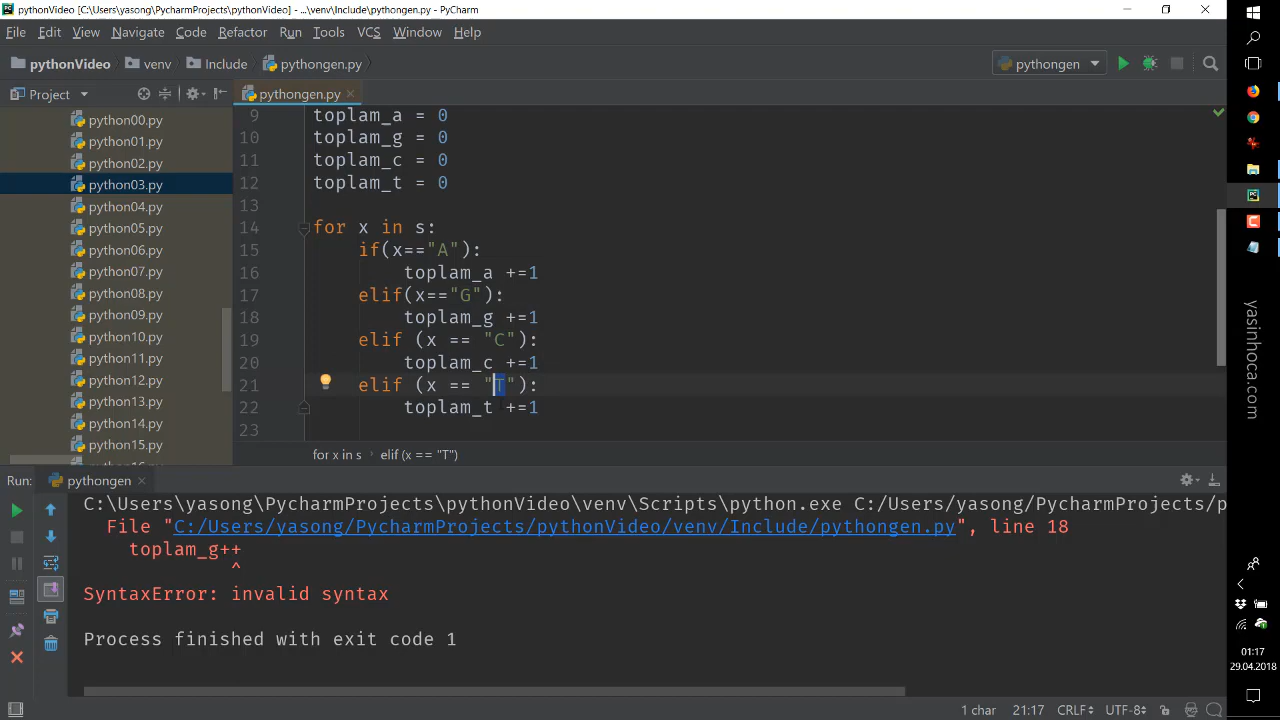 pythonVideo [C:\Users\yasong\PycharmProjects\pythonVideo] - ...\venv\Include\pythongen.py - PyCharm
File Edit View Navigate Code Refactor Run Tools VCS Window Help
pythonVideo venv Include pythongen.py pythongen
Project pythongen.py
python00.py
python01.py
python02.py
python03.py
python04.py
python05.py
python06.py
python07.py
python08.py
python09.py
python10.py
python11.py
python12.py
python13.py
python14.py
python15.py
9 toplam_a = 0
10 toplam_g = 0
11 toplam_c = 0
12 toplam_t = 0
13
14 for x in s:
15 if(x=="A"):
16 toplam_a +=1
17 elif(x=="G"):
18 toplam_g +=1
19 elif (x == "C"):
20 toplam_c +=1
21 elif (x == "T"):
22 toplam_t +=1
23
for x in s elif (x == "T")
Run: pythongen
C:\Users\yasong\PycharmProjects\pythonVideo\venv\Scripts\python.exe C:/Users/yasong/PycharmProjects/p
File "C:/Users/yasong/PycharmProjects/pythonVideo/venv/Include/pythongen.py", line 18
toplam_g++
^
SyntaxError: invalid syntax
Process finished with exit code 1
1 char 21:17 CRLF UTF-8
yasinhoca_
01:17
29.04.2018